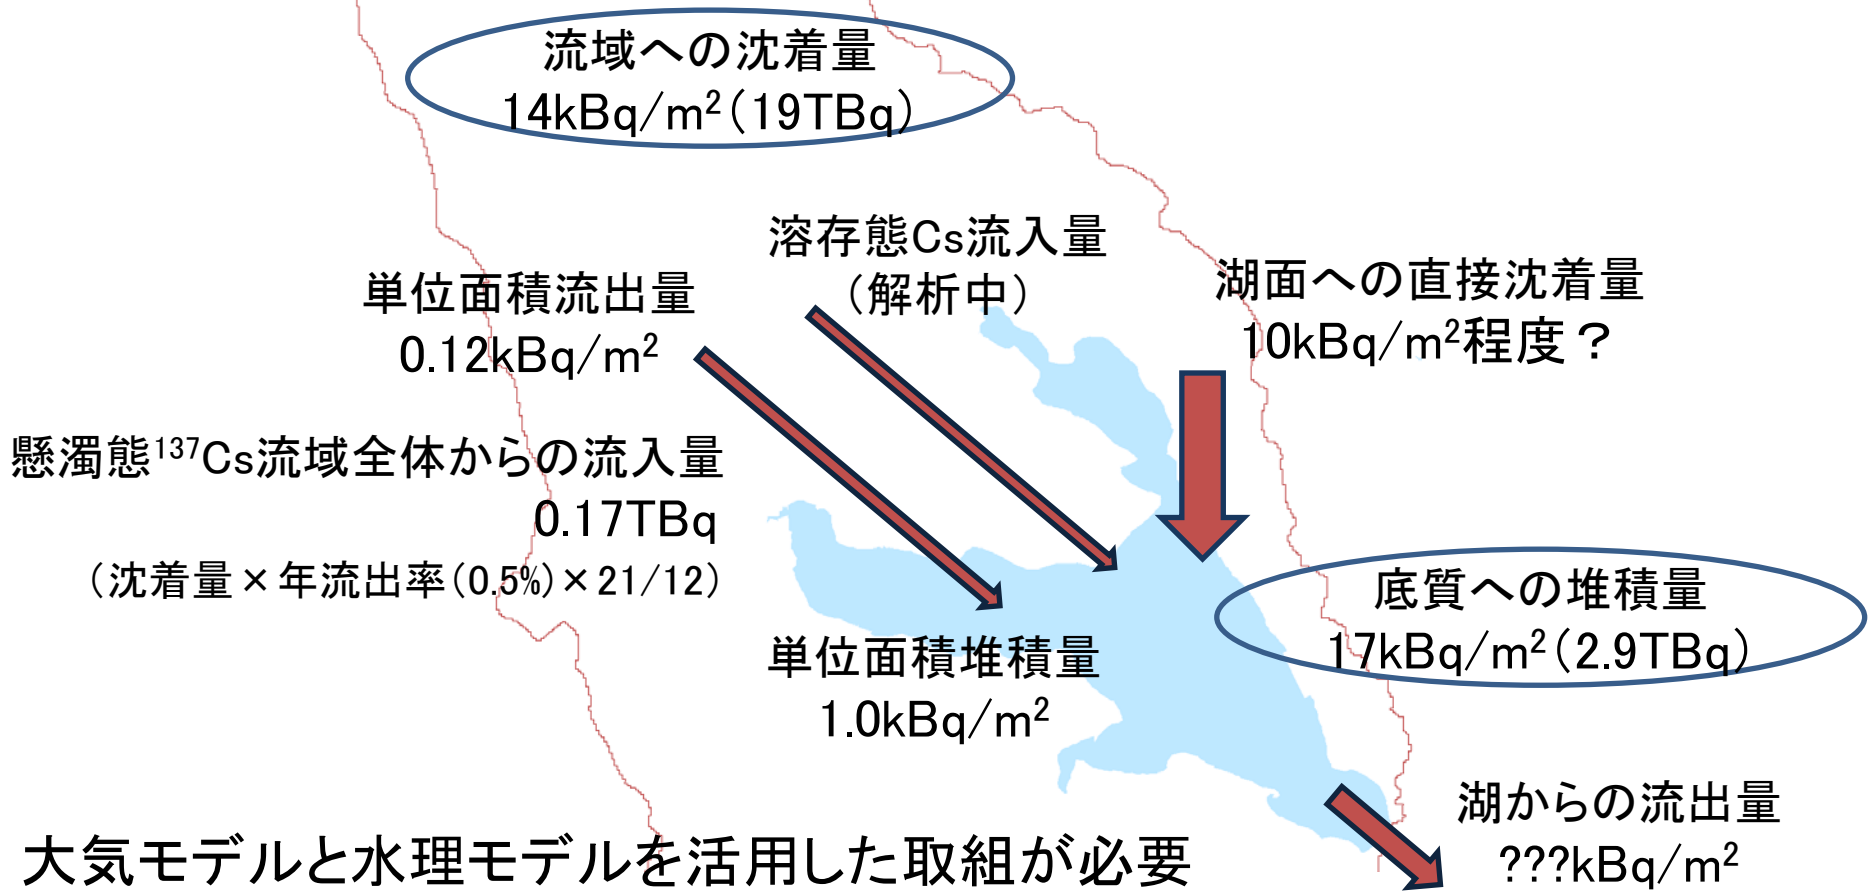 流域への沈着量
14kBq/m²(19TBq)
溶存態Cs流入量
(解析中)
単位面積流出量
0.12kBq/m²
湖面への直接沈着量
10kBq/m²程度？
懸濁態¹³⁷Cs流域全体からの流入量
0.17TBq
(沈着量×年流出率(0.5%)×21/12)
底質への堆積量
17kBq/m²(2.9TBq)
単位面積堆積量
1.0kBq/m²
湖からの流出量
???kBq/m²
大気モデルと水理モデルを活用した取組が必要